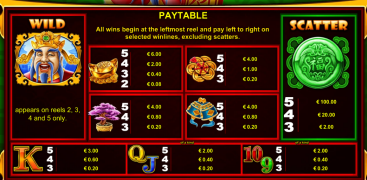 PAYTABLE
WILD
All wins begin at the leftmost reel and pay left to right on
selected winlines, excluding scatters.
SCATTER
5 € 6.00
4 € 2.00
3 € 0.40
2 € 0.08
5 € 4.00
4 € 1.00
3 € 0.20
appears on reels 2, 3,
4 and 5 only.
5 € 4.00
4 € 1.00
3 € 0.20
5 € 4.00
4 € 1.00
3 € 0.20
5 € 100.00
4 € 20.00
3 € 2.00
K 5 € 3.00
4 € 0.60
3 € 0.20
Q J 5 € 2.00
4 € 0.40
3 € 0.20
10 9 5 € 2.00
4 € 0.40
3 € 0.20